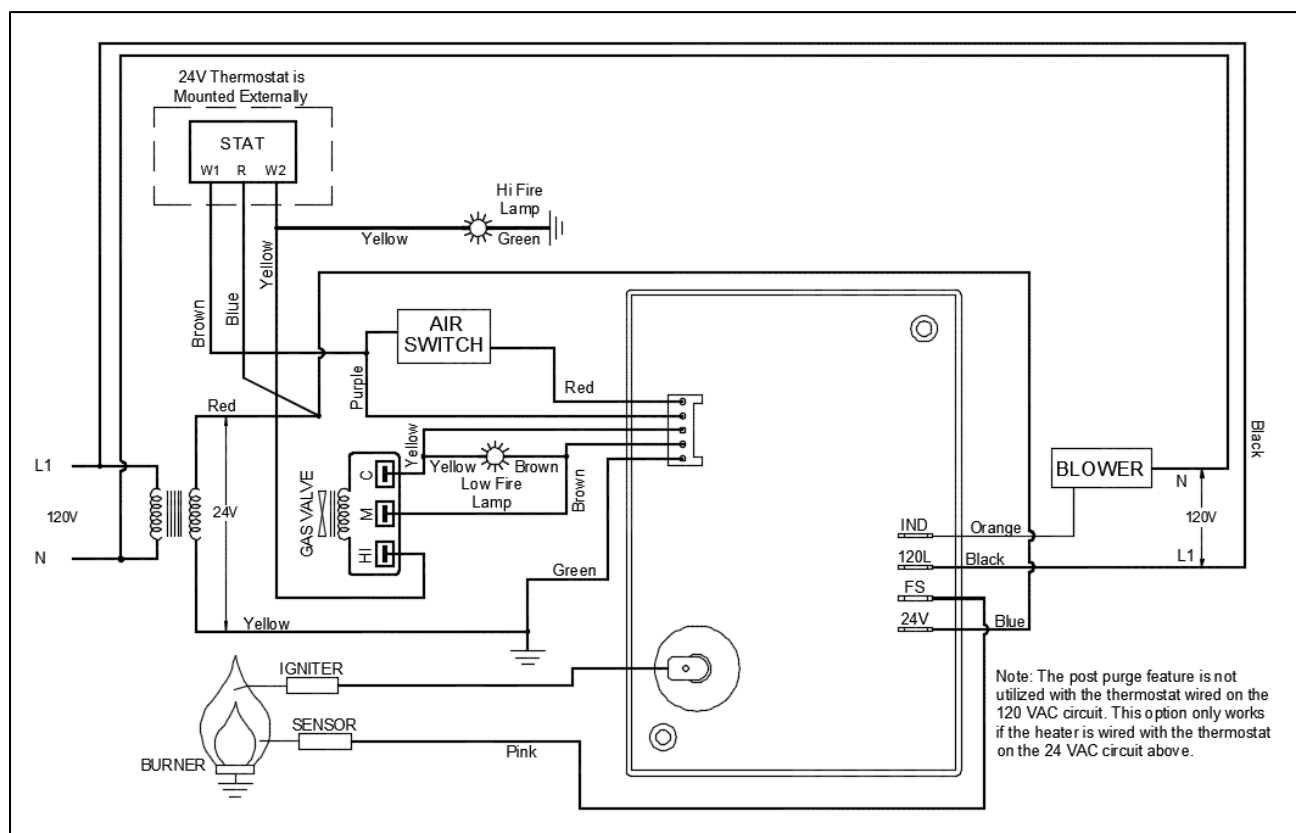 24V Thermostat is
Mounted Externally
STAT
W1 R W2
Hi Fire
Lamp
Yellow
Green
Brown
Blue
Yellow
AIR
SWITCH
Purple
Red
Red
L1
120V
N
24V
GAS VALVE
C
M
HI
Yellow
Yellow
Brown
Low Fire
Lamp
Brown
Green
Yellow
IND
Orange
120L
Black
FS
24V
Blue
BLOWER
N
120V
L1
Black
IGNITER
SENSOR
BURNER
Pink
Note: The post purge feature is not
utilized with the thermostat wired on the
120 VAC circuit. This option only works
if the heater is wired with the thermostat
on the 24 VAC circuit above.